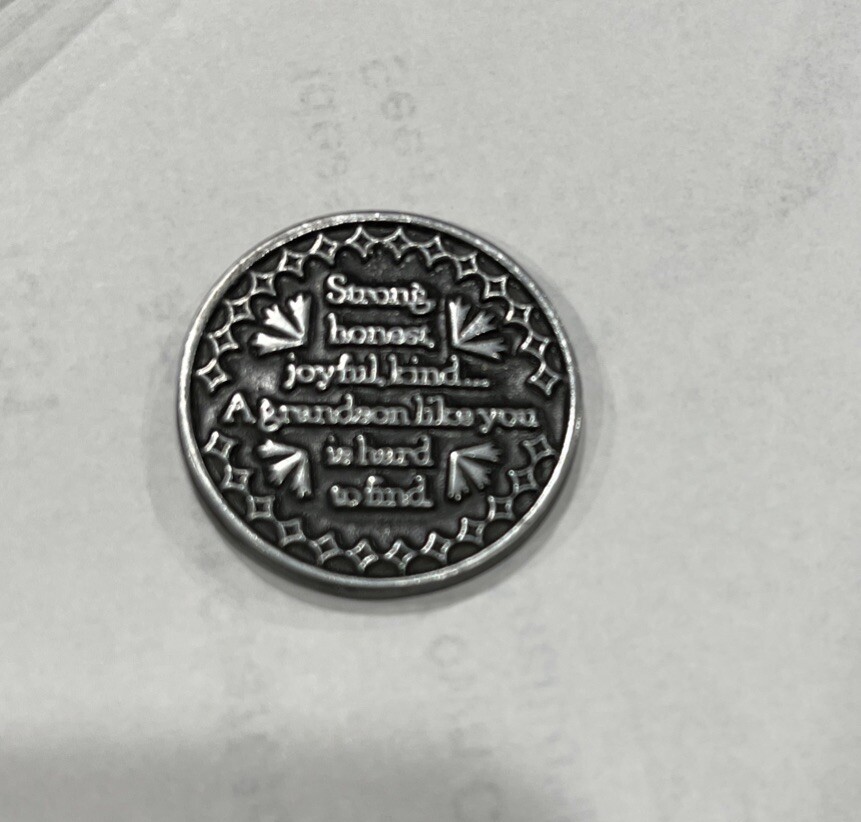 Strong,
honest,
joyful, kind...
A grandson like you
is hard
to find.